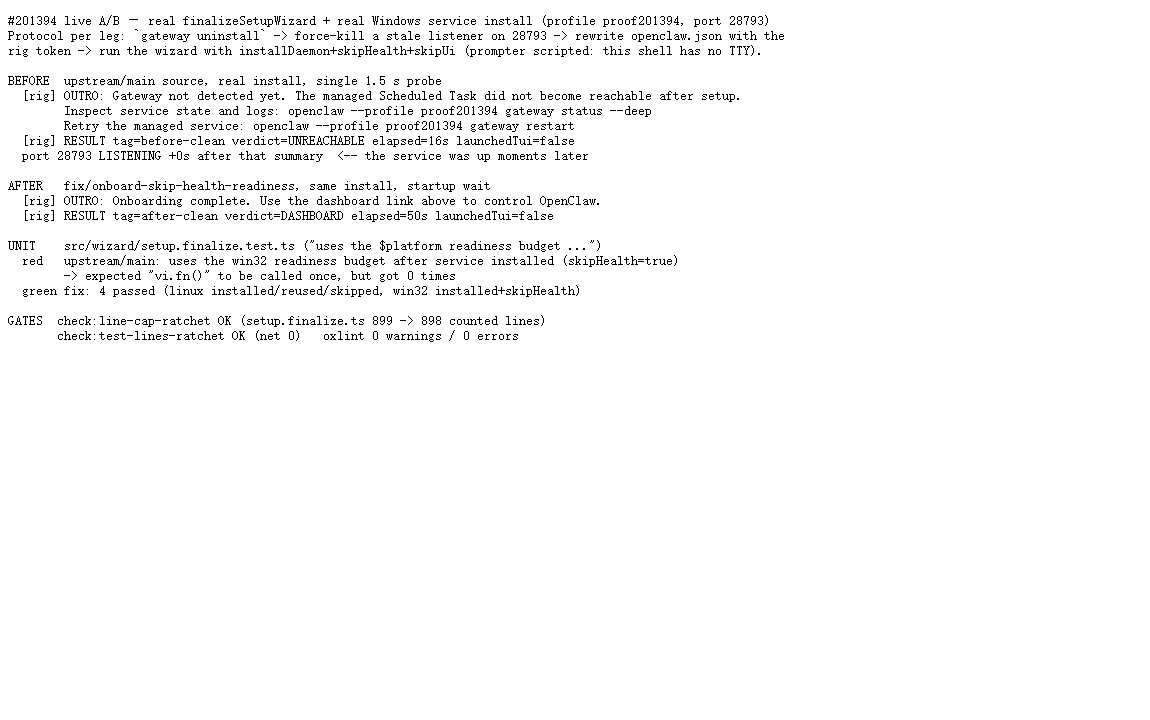 #201394 live A/B — real finalizeSetupWizard + real Windows service install (profile proof201394, port 28793)
Protocol per leg: `gateway uninstall` -> force-kill a stale listener on 28793 -> rewrite openclaw.json with the
rig token -> run the wizard with installDaemon+skipHealth+skipUi (prompter scripted: this shell has no TTY).
BEFORE  upstream/main source, real install, single 1.5 s probe
[rig] OUTRO: Gateway not detected yet. The managed Scheduled Task did not become reachable after setup.
Inspect service state and logs: openclaw --profile proof201394 gateway status --deep
Retry the managed service: openclaw --profile proof201394 gateway restart
[rig] RESULT tag=before-clean verdict=UNREACHABLE elapsed=16s launchedTui=false
port 28793 LISTENING +0s after that summary  <-- the service was up moments later
AFTER   fix/onboard-skip-health-readiness, same install, startup wait
[rig] OUTRO: Onboarding complete. Use the dashboard link above to control OpenClaw.
[rig] RESULT tag=after-clean verdict=DASHBOARD elapsed=50s launchedTui=false
UNIT    src/wizard/setup.finalize.test.ts ("uses the $platform readiness budget ...")
red   upstream/main: uses the win32 readiness budget after service installed (skipHealth=true)
-> expected "vi.fn()" to be called once, but got 0 times
green fix: 4 passed (linux installed/reused/skipped, win32 installed+skipHealth)
GATES  check:line-cap-ratchet OK (setup.finalize.ts 899 -> 898 counted lines)
check:test-lines-ratchet OK (net 0)   oxlint 0 warnings / 0 errors